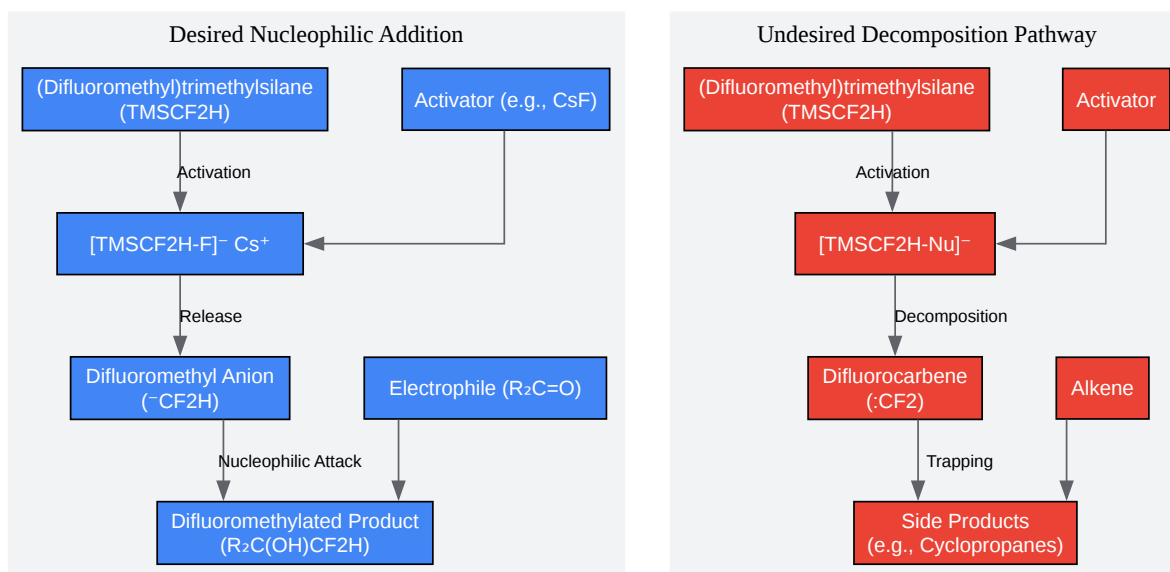 Desired Nucleophilic Addition
(Difluoromethyl)trimethylsilane
(TMSCF2H)
Activator (e.g., CsF)
Activation
[TMSCF2H-F]⁻ Cs⁺
Release
Difluoromethyl Anion
(⁻CF2H)
Electrophile (R₂C=O)
Nucleophilic Attack
Difluoromethylated Product
(R₂C(OH)CF2H)
Undesired Decomposition Pathway
(Difluoromethyl)trimethylsilane
(TMSCF2H)
Activator
Activation
[TMSCF2H-Nu]⁻
Decomposition
Difluorocarbene
(:CF2)
Alkene
Trapping
Side Products
(e.g., Cyclopropanes)